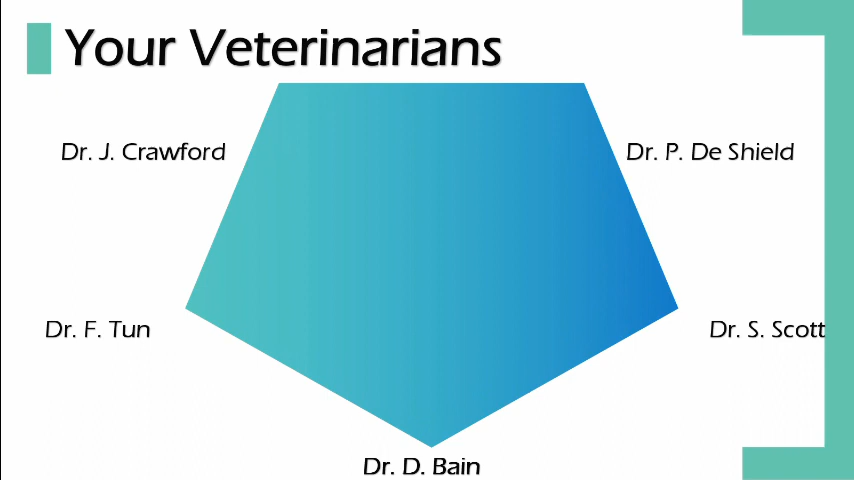 Your Veterinarians
Dr. J. Crawford
Dr. P. De Shield
Dr. F. Tun
Dr. S. Scott
Dr. D. Bain